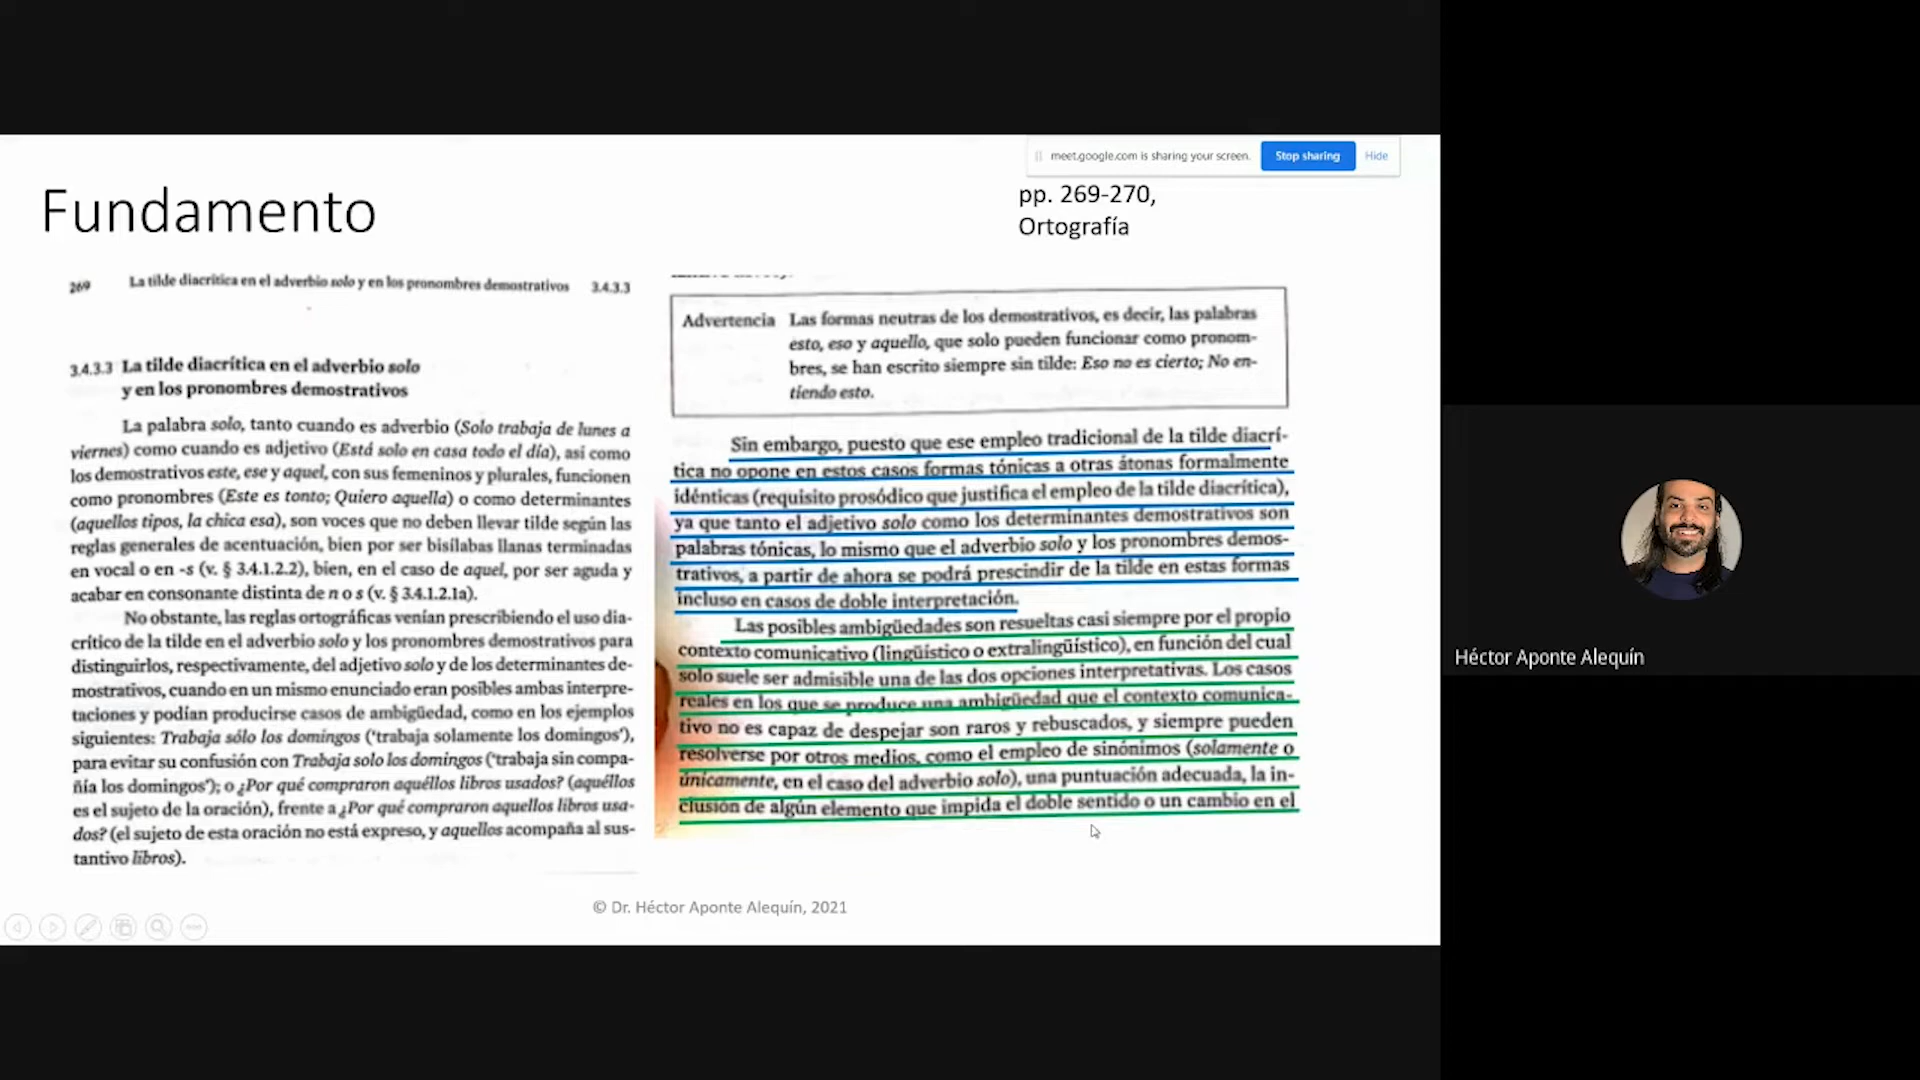 meet.google.com is sharing your screen.
Stop sharing
Hide
Fundamento
pp. 269-270,
Ortografía
269 La tilde diacrítica en el adverbio solo y en los pronombres demostrativos 3.4.3.3
3.4.3.3 La tilde diacrítica en el adverbio solo
y en los pronombres demostrativos
La palabra solo, tanto cuando es adverbio (Solo trabaja de lunes a
viernes) como cuando es adjetivo (Está solo en casa todo el día), así como
los demostrativos este, ese y aquel, con sus femeninos y plurales, funcionen
como pronombres (Este es tonto; Quiero aquella) o como determinantes
(aquellos tipos, la chica esa), son voces que no deben llevar tilde según las
reglas generales de acentuación, bien por ser bisílabas llanas terminadas
en vocal o en -s (v. § 3.4.1.2.2), bien, en el caso de aquel, por ser aguda y
acabar en consonante distinta de n o s (v. § 3.4.1.2.1a).
No obstante, las reglas ortográficas venían prescribiendo el uso dia-
crítico de la tilde en el adverbio solo y los pronombres demostrativos para
distinguirlos, respectivamente, del adjetivo solo y de los determinantes de-
mostrativos, cuando en un mismo enunciado eran posibles ambas interpre-
taciones y podían producirse casos de ambigüedad, como en los ejemplos
siguientes: Trabaja sólo los domingos (‘trabaja solamente los domingos’),
para evitar su confusión con Trabaja solo los domingos (‘trabaja sin compa-
ñía los domingos’); o ¿Por qué compraron aquéllos libros usados? (aquéllos
es el sujeto de la oración), frente a ¿Por qué compraron aquellos libros usa-
dos? (el sujeto de esta oración no está expreso, y aquellos acompaña al sus-
tantivo libros).
Advertencia Las formas neutras de los demostrativos, es decir, las palabras
esto, eso y aquello, que solo pueden funcionar como pronom-
bres, se han escrito siempre sin tilde: Eso no es cierto; No en-
tiendo esto.
Sin embargo, puesto que ese empleo tradicional de la tilde diacrí-
tica no opone en estos casos formas tónicas a otras átonas formalmente
idénticas (requisito prosódico que justifica el empleo de la tilde diacrítica),
ya que tanto el adjetivo solo como los determinantes demostrativos son
palabras tónicas, lo mismo que el adverbio solo y los pronombres demos-
trativos, a partir de ahora se podrá prescindir de la tilde en estas formas
incluso en casos de doble interpretación.
Las posibles ambigüedades son resueltas casi siempre por el propio
contexto comunicativo (lingüístico o extralingüístico), en función del cual
solo suele ser admisible una de las dos opciones interpretativas. Los casos
reales en los que se produce una ambigüedad que el contexto comunica-
tivo no es capaz de despejar son raros y rebuscados, y siempre pueden
resolverse por otros medios, como el empleo de sinónimos (solamente o
únicamente, en el caso del adverbio solo), una puntuación adecuada, la in-
clusión de algún elemento que impida el doble sentido o un cambio en el
© Dr. Héctor Aponte Alequín, 2021
Héctor Aponte Alequín